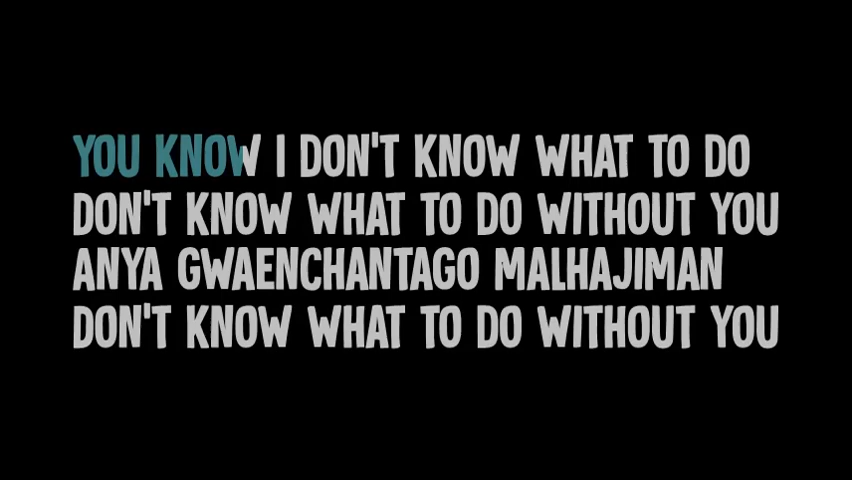 YOU KNOW I DON'T KNOW WHAT TO DO
DON'T KNOW WHAT TO DO WITHOUT YOU
ANYA GWAENCHANTAGO MALHAJIMAN
DON'T KNOW WHAT TO DO WITHOUT YOU